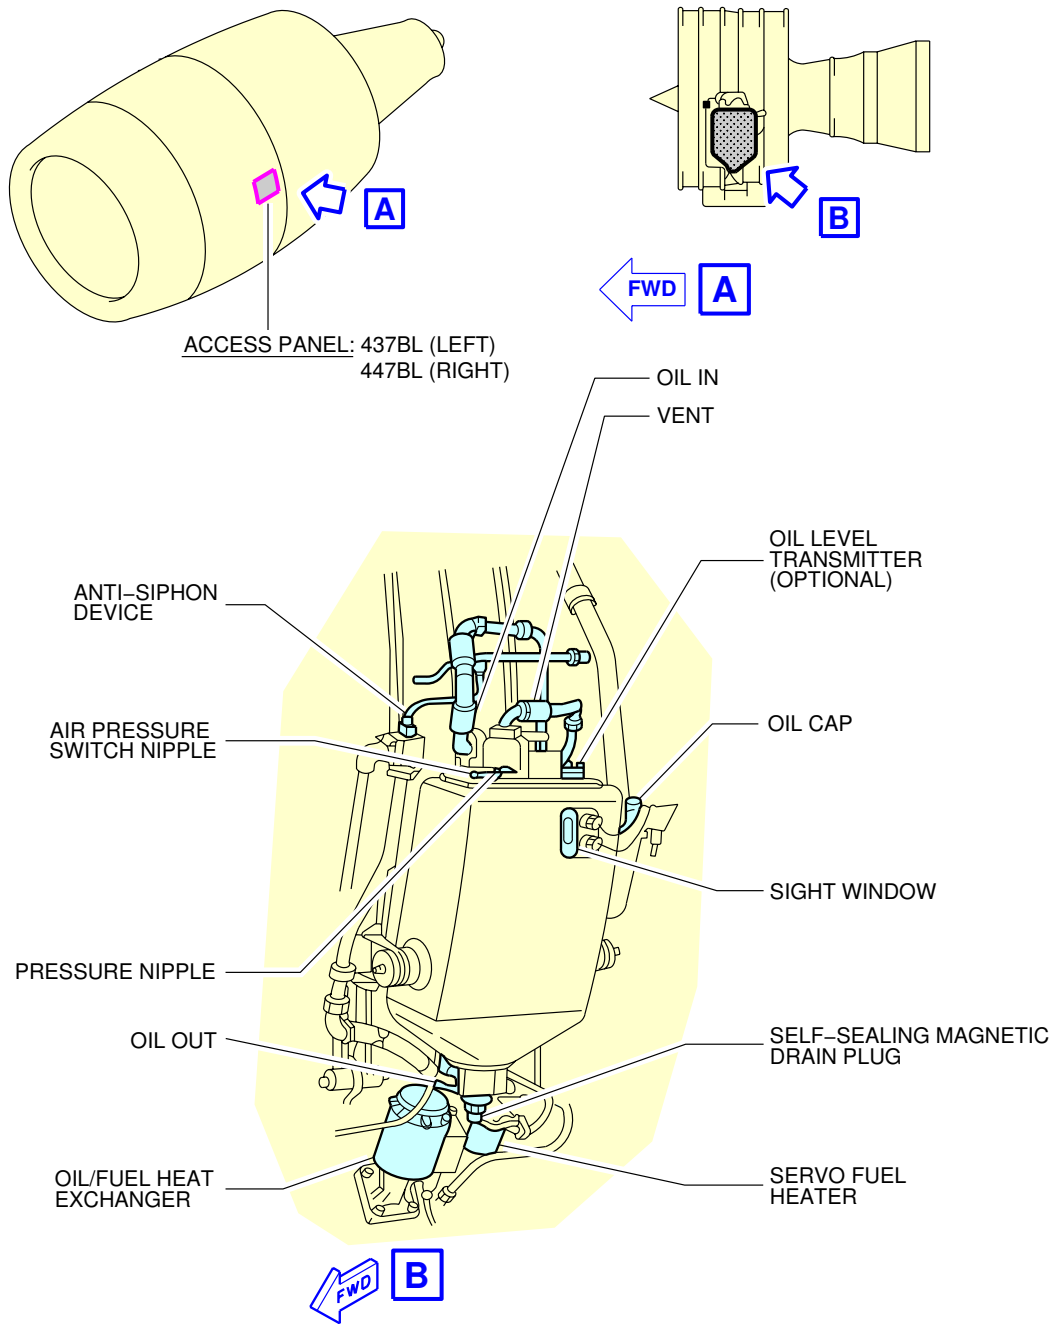 A
B
FWD A
ACCESS PANEL: 437BL (LEFT)
447BL (RIGHT)
OIL IN
VENT
OIL LEVEL
TRANSMITTER
(OPTIONAL)
ANTI–SIPHON
DEVICE
AIR PRESSURE
SWITCH NIPPLE
OIL CAP
SIGHT WINDOW
PRESSURE NIPPLE
OIL OUT
SELF–SEALING MAGNETIC
DRAIN PLUG
OIL/FUEL HEAT
EXCHANGER
SERVO FUEL
HEATER
FWD B